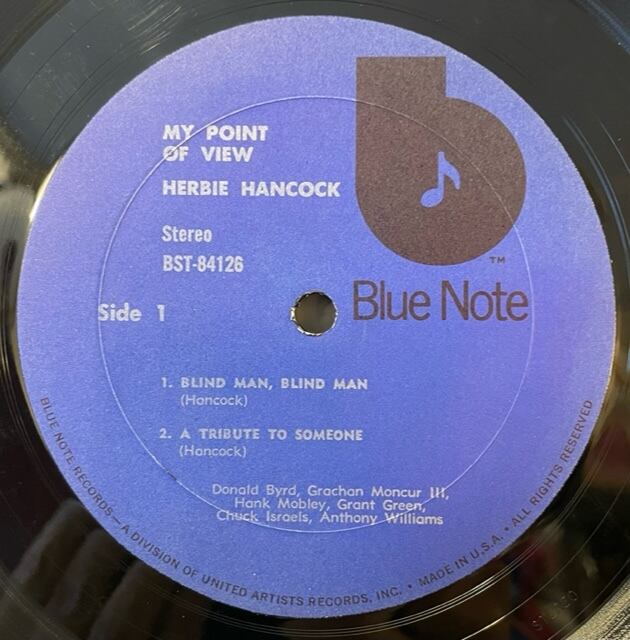 MY POINT
OF VIEW
HERBIE HANCOCK
Stereo
BST-84126
Side 1
b
TM
Blue Note
1. BLIND MAN, BLIND MAN
(Hancock)
2. A TRIBUTE TO SOMEONE
(Hancock)
Donald Byrd, Grachan Moncur III,
Hank Mobley, Grant Green,
Chuck Israels, Anthony Williams
BLUE NOTE RECORDS—A DIVISION OF UNITED ARTISTS RECORDS, INC. • MADE IN U.S.A. • ALL RIGHTS RESERVED